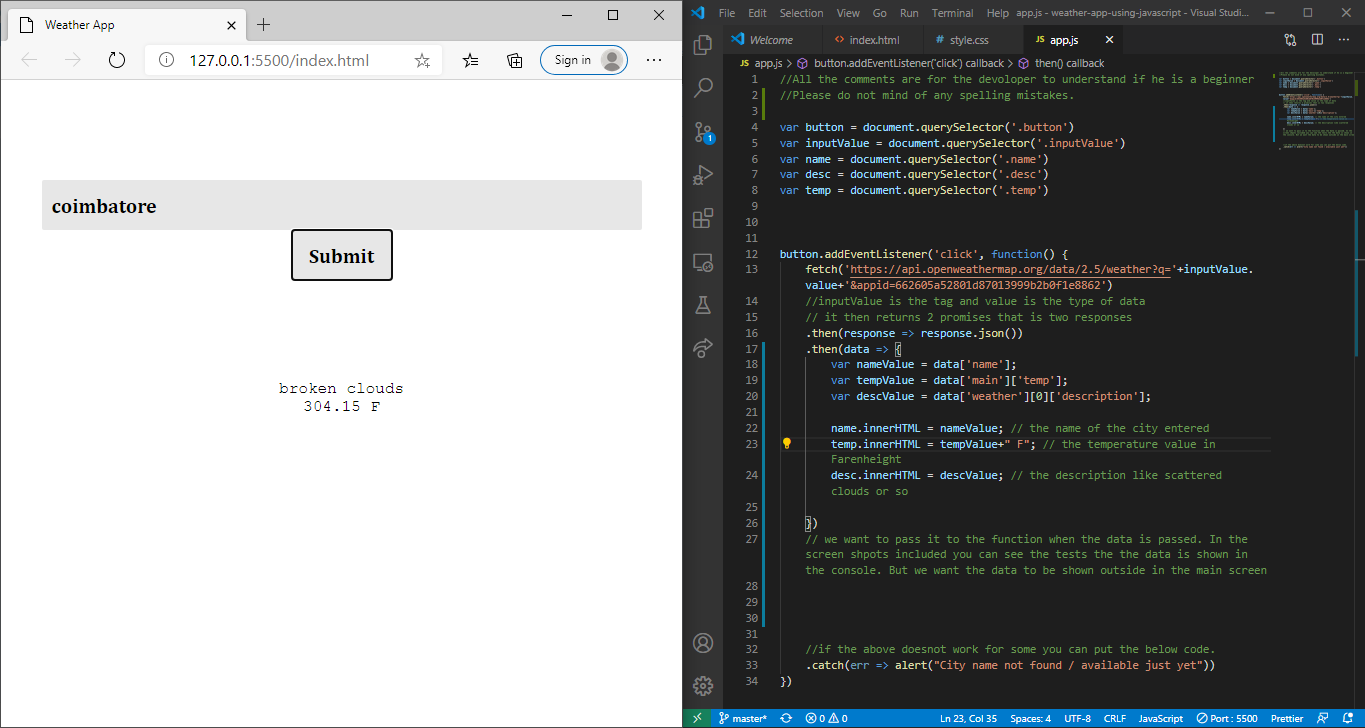 Weather App
127.0.0.1:5500/index.html
Sign in
coimbatore
Submit
broken clouds
304.15 F
File Edit Selection View Go Run Terminal Help app.js - weather-app-using-javascript - Visual Studi...
Welcome index.html style.css JS app.js
JS app.js > button.addEventListener('click') callback > then() callback
1 //All the comments are for the devoloper to understand if he is a beginner
2 //Please do not mind of any spelling mistakes.
3
4 var button = document.querySelector('.button')
5 var inputValue = document.querySelector('.inputValue')
6 var name = document.querySelector('.name')
7 var desc = document.querySelector('.desc')
8 var temp = document.querySelector('.temp')
9
10
11
12 button.addEventListener('click', function() {
13 fetch('https://api.openweathermap.org/data/2.5/weather?q='+inputValue.
value+'&appid=662605a52801d87013999b2b0f1e8862')
14 //inputValue is the tag and value is the type of data
15 // it then returns 2 promises that is two responses
16 .then(response => response.json())
17 .then(data => {
18 var nameValue = data['name'];
19 var tempValue = data['main']['temp'];
20 var descValue = data['weather'][0]['description'];
21
22 name.innerHTML = nameValue; // the name of the city entered
23 temp.innerHTML = tempValue+" F"; // the temperature value in
Farenheight
24 desc.innerHTML = descValue; // the description like scattered
clouds or so
25
26 })
27 // we want to pass it to the function when the data is passed. In the
screen shpots included you can see the tests the the data is shown in
the console. But we want the data to be shown outside in the main screen
28
29
30
31
32 //if the above doesnot work for some you can put the below code.
33 .catch(err => alert("City name not found / available just yet"))
34 })
1
master* 0 0 Ln 23, Col 35 Spaces: 4 UTF-8 CRLF JavaScript Port : 5500 Prettier